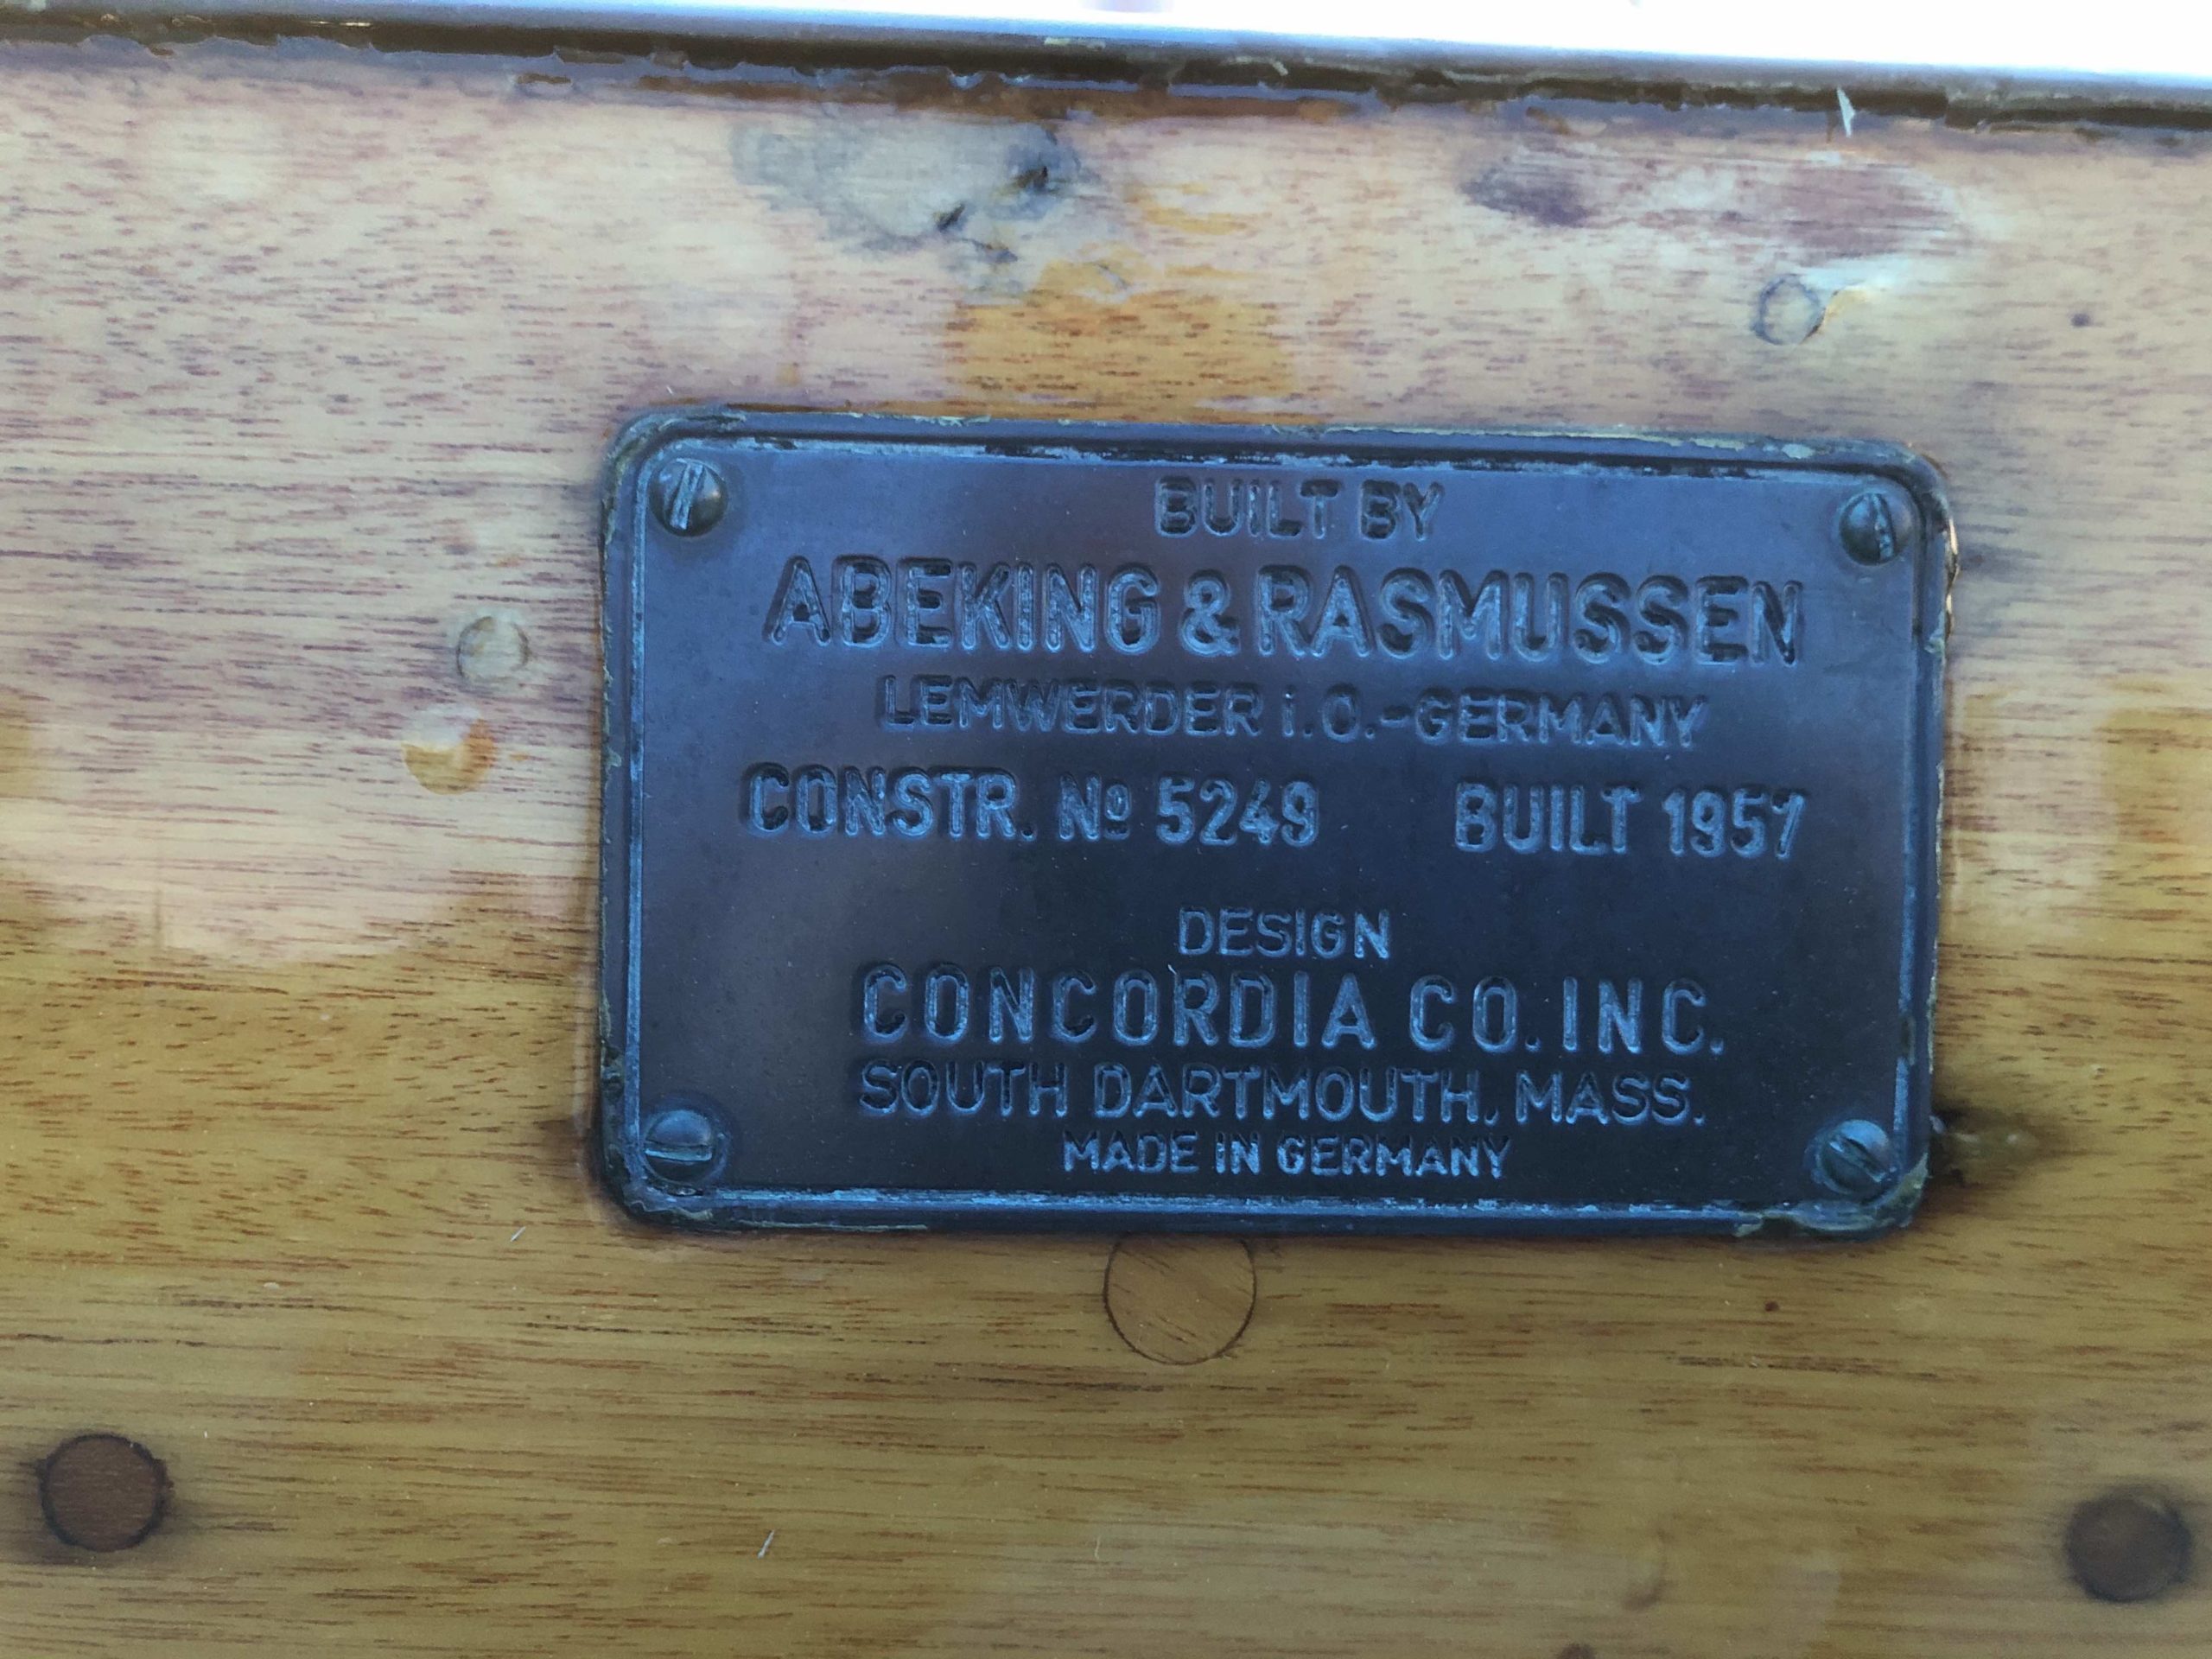 BUILT BY
ABEKING & RASMUSSEN
LEMWERDER i.O.-GERMANY
CONSTR. Nº 5249 BUILT 1957
DESIGN
CONCORDIA CO. INC.
SOUTH DARTMOUTH, MASS.
MADE IN GERMANY